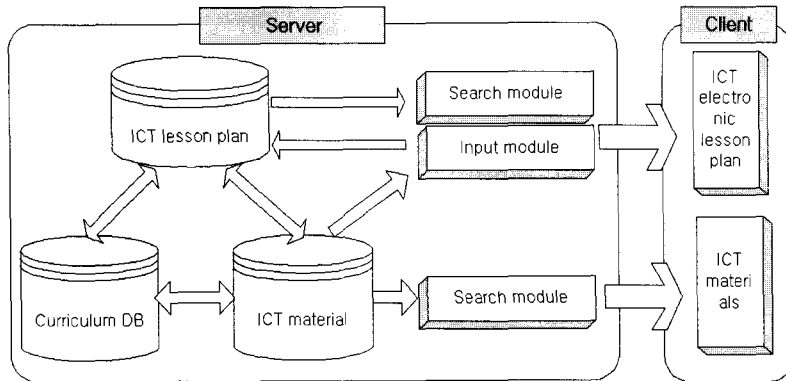 Server
Client
ICT lesson plan
Search module
Input module
ICT
electro
nic
lesson
plan
Curriculum DB
ICT material
Search module
ICT
materi
als